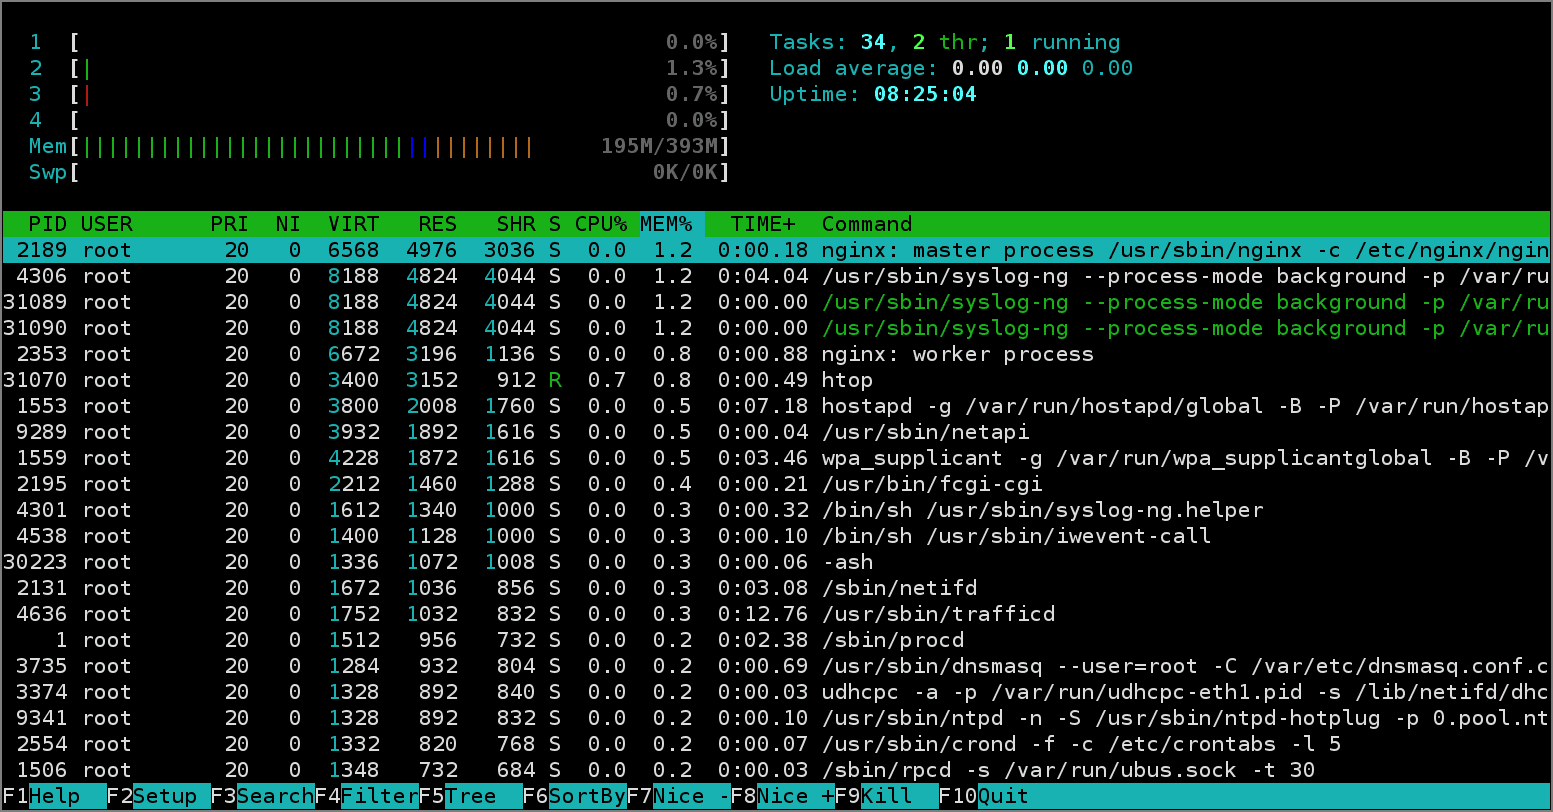 1 [ 0.0%] Tasks: 34, 2 thr; 1 running
2 [| 1.3%] Load average: 0.00 0.00 0.00
3 [| 0.7%] Uptime: 08:25:04
4 [ 0.0%]
Mem[||||||||||||||||||||||||||||||||||| 195M/393M]
Swp[ 0K/0K]
PID USER PRI NI VIRT RES SHR S CPU% MEM% TIME+ Command
2189 root 20 0 6568 4976 3036 S 0.0 1.2 0:00.18 nginx: master process /usr/sbin/nginx -c /etc/nginx/ngin
4306 root 20 0 8188 4824 4044 S 0.0 1.2 0:04.04 /usr/sbin/syslog-ng --process-mode background -p /var/ru
31089 root 20 0 8188 4824 4044 S 0.0 1.2 0:00.00 /usr/sbin/syslog-ng --process-mode background -p /var/ru
31090 root 20 0 8188 4824 4044 S 0.0 1.2 0:00.00 /usr/sbin/syslog-ng --process-mode background -p /var/ru
2353 root 20 0 6672 3196 1136 S 0.0 0.8 0:00.88 nginx: worker process
31070 root 20 0 3400 3152 912 R 0.7 0.8 0:00.49 htop
1553 root 20 0 3800 2008 1760 S 0.0 0.5 0:07.18 hostapd -g /var/run/hostapd/global -B -P /var/run/hostap
9289 root 20 0 3932 1892 1616 S 0.0 0.5 0:00.04 /usr/sbin/netapi
1559 root 20 0 4228 1872 1616 S 0.0 0.5 0:03.46 wpa_supplicant -g /var/run/wpa_supplicantglobal -B -P /v
2195 root 20 0 2212 1460 1288 S 0.0 0.4 0:00.21 /usr/bin/fcgi-cgi
4301 root 20 0 1612 1340 1000 S 0.0 0.3 0:00.32 /bin/sh /usr/sbin/syslog-ng.helper
4538 root 20 0 1400 1128 1000 S 0.0 0.3 0:00.10 /bin/sh /usr/sbin/iwevent-call
30223 root 20 0 1336 1072 1008 S 0.0 0.3 0:00.06 -ash
2131 root 20 0 1672 1036 856 S 0.0 0.3 0:03.08 /sbin/netifd
4636 root 20 0 1752 1032 832 S 0.0 0.3 0:12.76 /usr/sbin/trafficd
1 root 20 0 1512 956 732 S 0.0 0.2 0:02.38 /sbin/procd
3735 root 20 0 1284 932 804 S 0.0 0.2 0:00.69 /usr/sbin/dnsmasq --user=root -C /var/etc/dnsmasq.conf.c
3374 root 20 0 1328 892 840 S 0.0 0.2 0:00.03 udhcpc -a -p /var/run/udhcpc-eth1.pid -s /lib/netifd/dhc
9341 root 20 0 1328 892 832 S 0.0 0.2 0:00.10 /usr/sbin/ntpd -n -S /usr/sbin/ntpd-hotplug -p 0.pool.nt
2554 root 20 0 1332 820 768 S 0.0 0.2 0:00.07 /usr/sbin/crond -f -c /etc/crontabs -l 5
1506 root 20 0 1348 732 684 S 0.0 0.2 0:00.03 /sbin/rpcd -s /var/run/ubus.sock -t 30
F1Help F2Setup F3SearchF4FilterF5Tree F6SortByF7Nice -F8Nice +F9Kill F10Quit